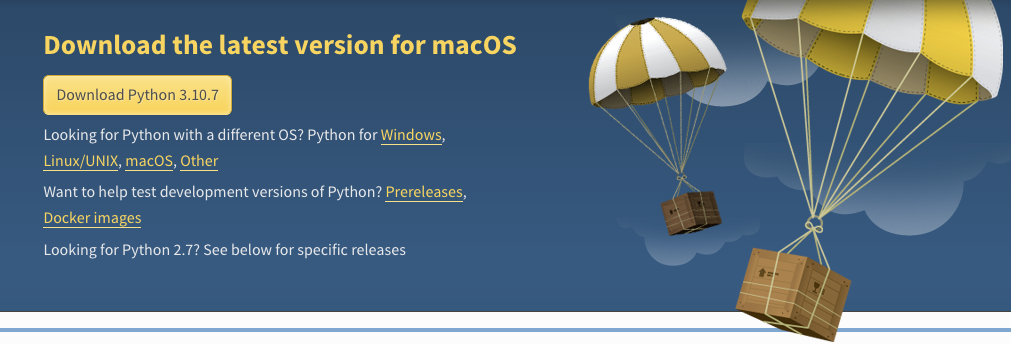 Download the latest version for macOS
Download Python 3.10.7
Looking for Python with a different OS? Python for Windows,
Linux/UNIX, macOS, Other
Want to help test development versions of Python? Prereleases,
Docker images
Looking for Python 2.7? See below for specific releases